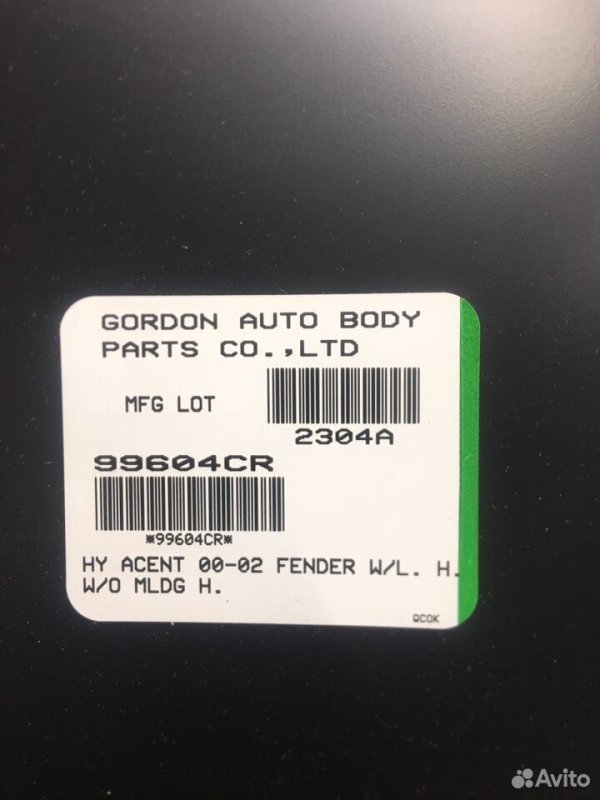 GORDON AUTO BODY
PARTS CO.,LTD
MFG LOT
2304A
99604CR
*99604CR*
HY ACENT 00-02 FENDER W/L. H.
W/O MLDG H.
QCOK
Avito